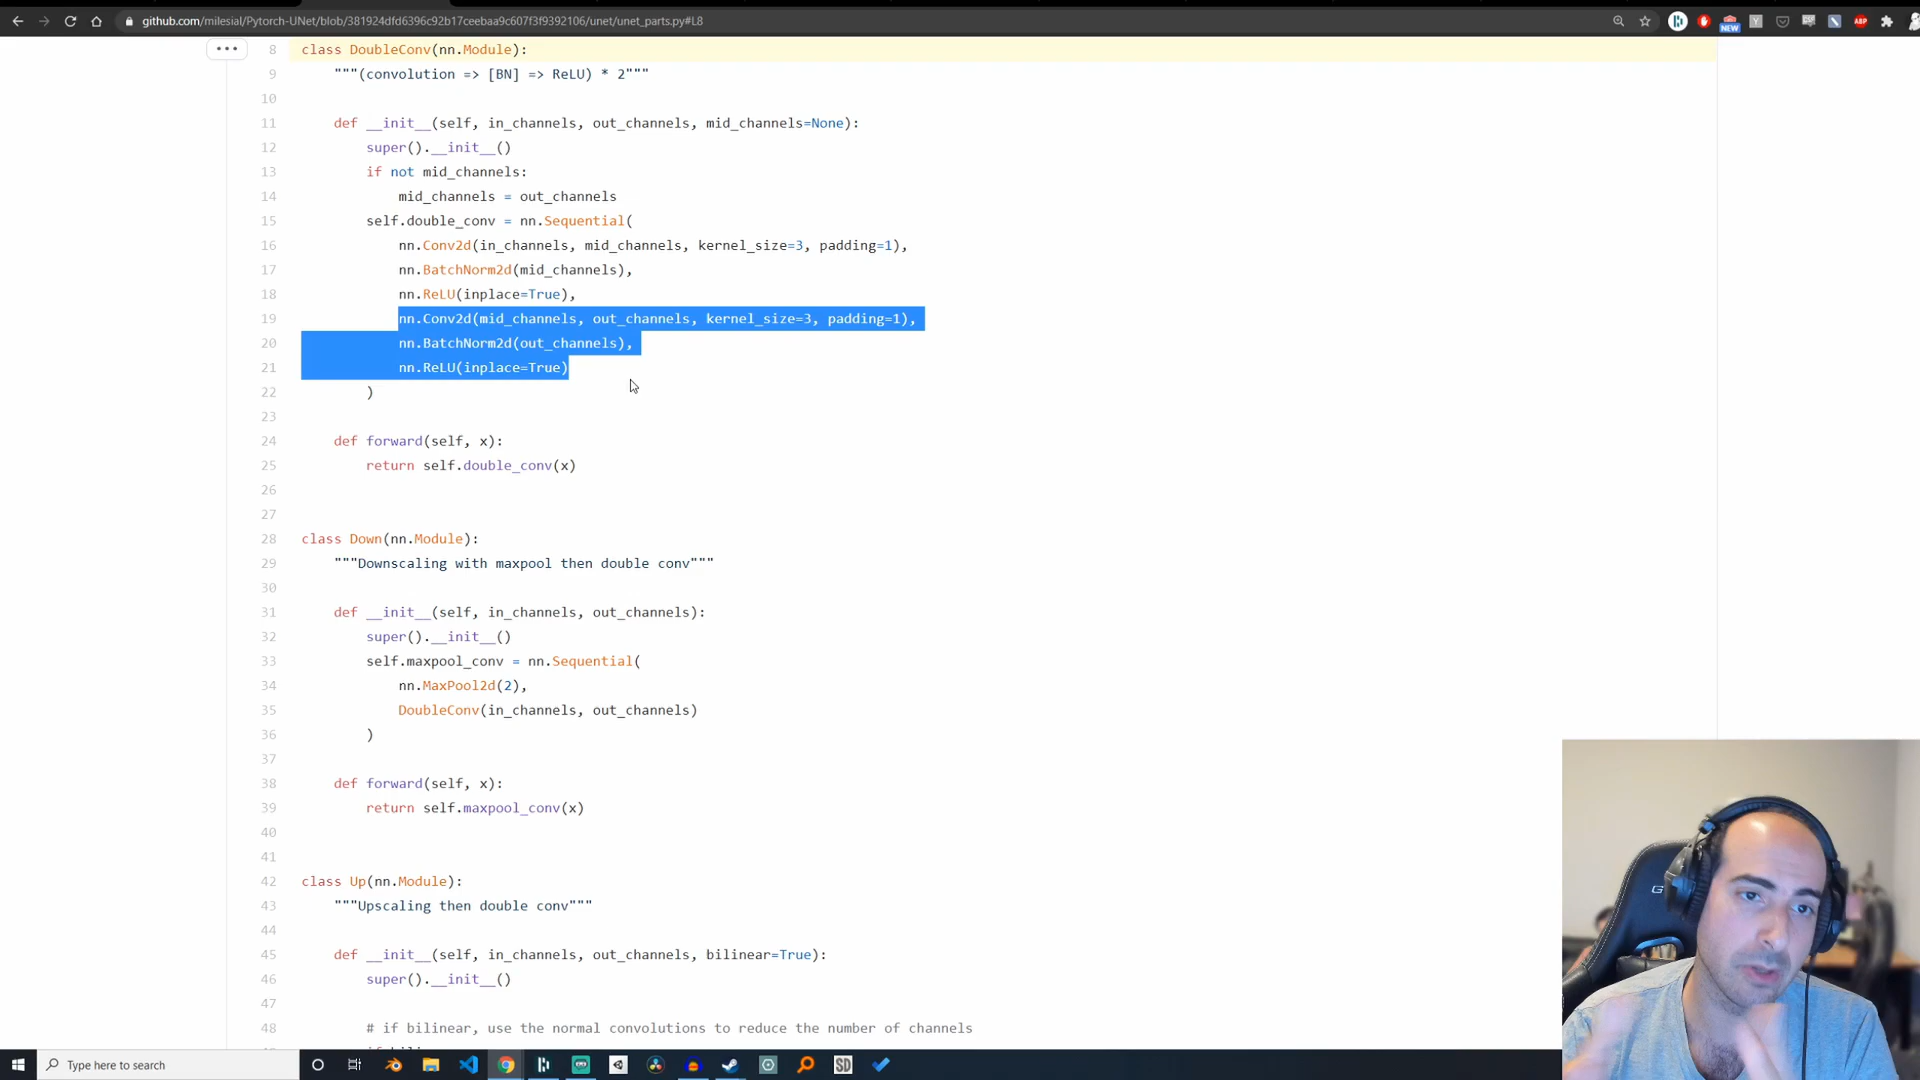 github.com/milesial/Pytorch-UNet/blob/381924dfd6396c92b17ceebaa9c607f3f9392106/unet/unet_parts.py#L8
NEW
Y
ABP
8 class DoubleConv(nn.Module):
9 """(convolution => [BN] => ReLU) * 2"""
10
11 def __init__(self, in_channels, out_channels, mid_channels=None):
12 super().__init__()
13 if not mid_channels:
14 mid_channels = out_channels
15 self.double_conv = nn.Sequential(
16 nn.Conv2d(in_channels, mid_channels, kernel_size=3, padding=1),
17 nn.BatchNorm2d(mid_channels),
18 nn.ReLU(inplace=True),
19 nn.Conv2d(mid_channels, out_channels, kernel_size=3, padding=1),
20 nn.BatchNorm2d(out_channels),
21 nn.ReLU(inplace=True)
22 )
23
24 def forward(self, x):
25 return self.double_conv(x)
26
27
28 class Down(nn.Module):
29 """Downscaling with maxpool then double conv"""
30
31 def __init__(self, in_channels, out_channels):
32 super().__init__()
33 self.maxpool_conv = nn.Sequential(
34 nn.MaxPool2d(2),
35 DoubleConv(in_channels, out_channels)
36 )
37
38 def forward(self, x):
39 return self.maxpool_conv(x)
40
41
42 class Up(nn.Module):
43 """Upscaling then double conv"""
44
45 def __init__(self, in_channels, out_channels, bilinear=True):
46 super().__init__()
47
48 # if bilinear, use the normal convolutions to reduce the number of channels
Type here to search
SD